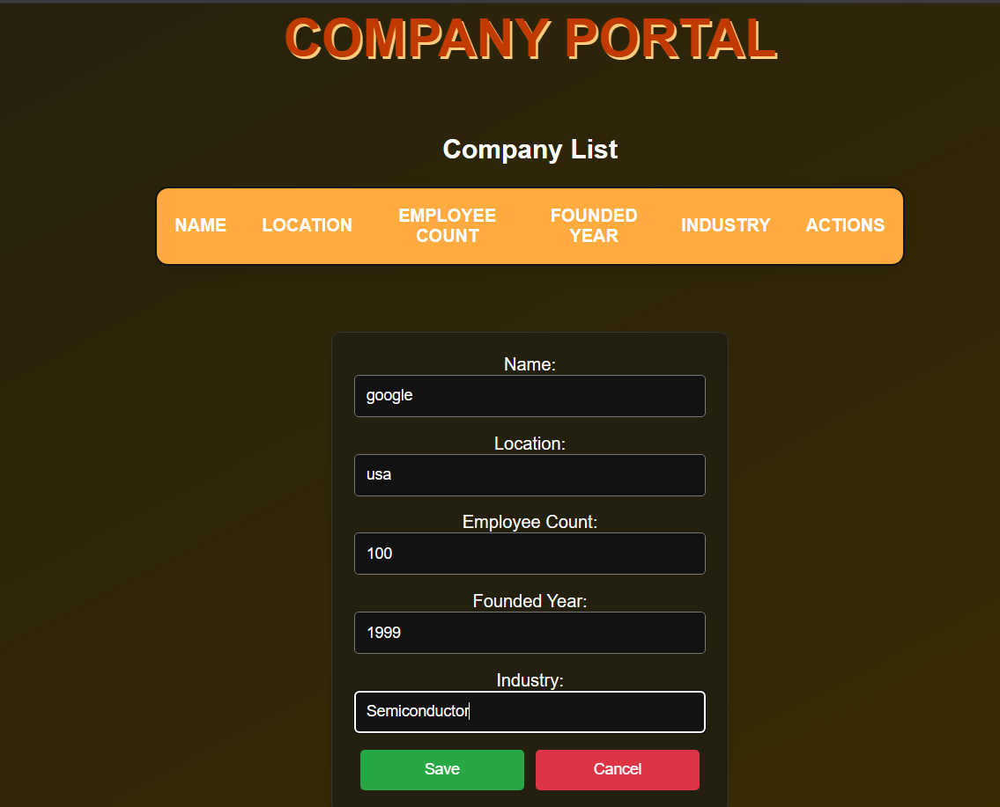 COMPANY PORTAL
Company List
NAME LOCATION EMPLOYEE COUNT FOUNDED YEAR INDUSTRY ACTIONS
Name:
google
Location:
usa
Employee Count:
100
Founded Year:
1999
Industry:
Semiconductor
Save Cancel